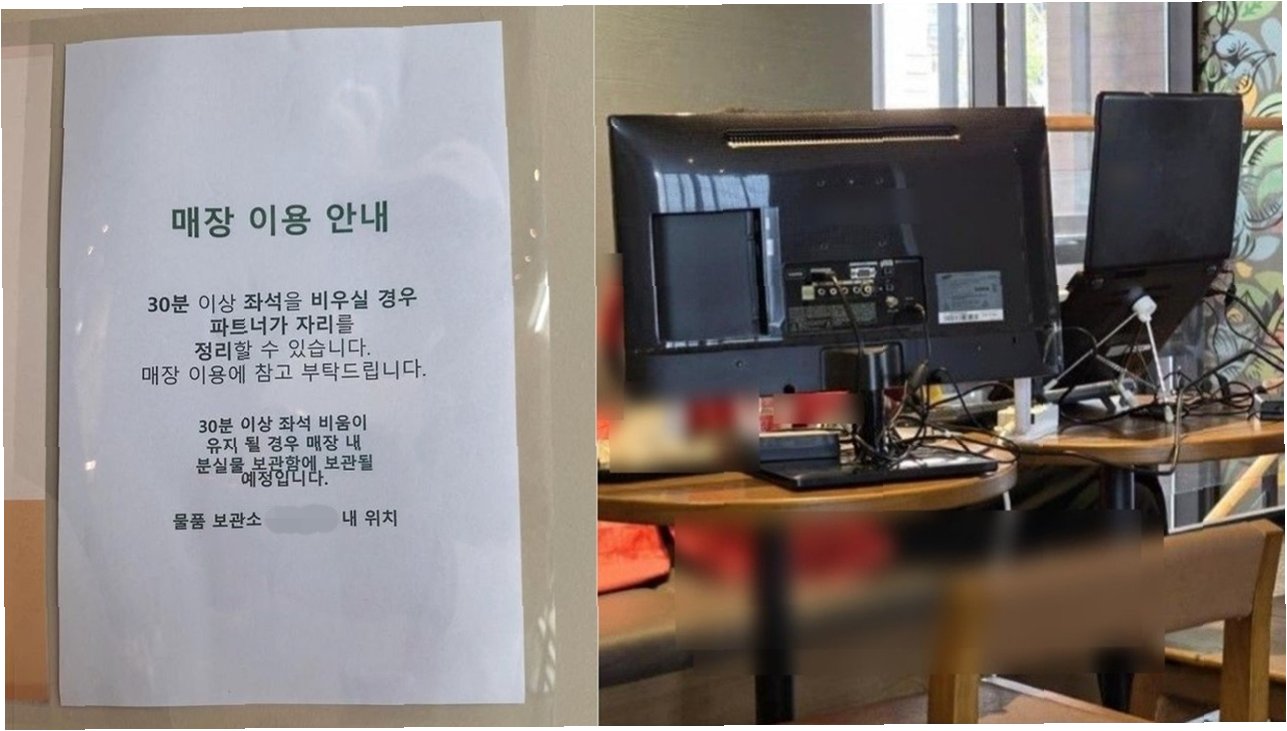 매장 이용 안내
30분 이상 좌석을 비우실 경우
파트너가 자리를
정리할 수 있습니다.
매장 이용에 참고 부탁드립니다.
30분 이상 좌석 비움이
유지 될 경우 매장 내
분실물 보관함에 보관될
예정입니다.
물품 보관소 내 위치